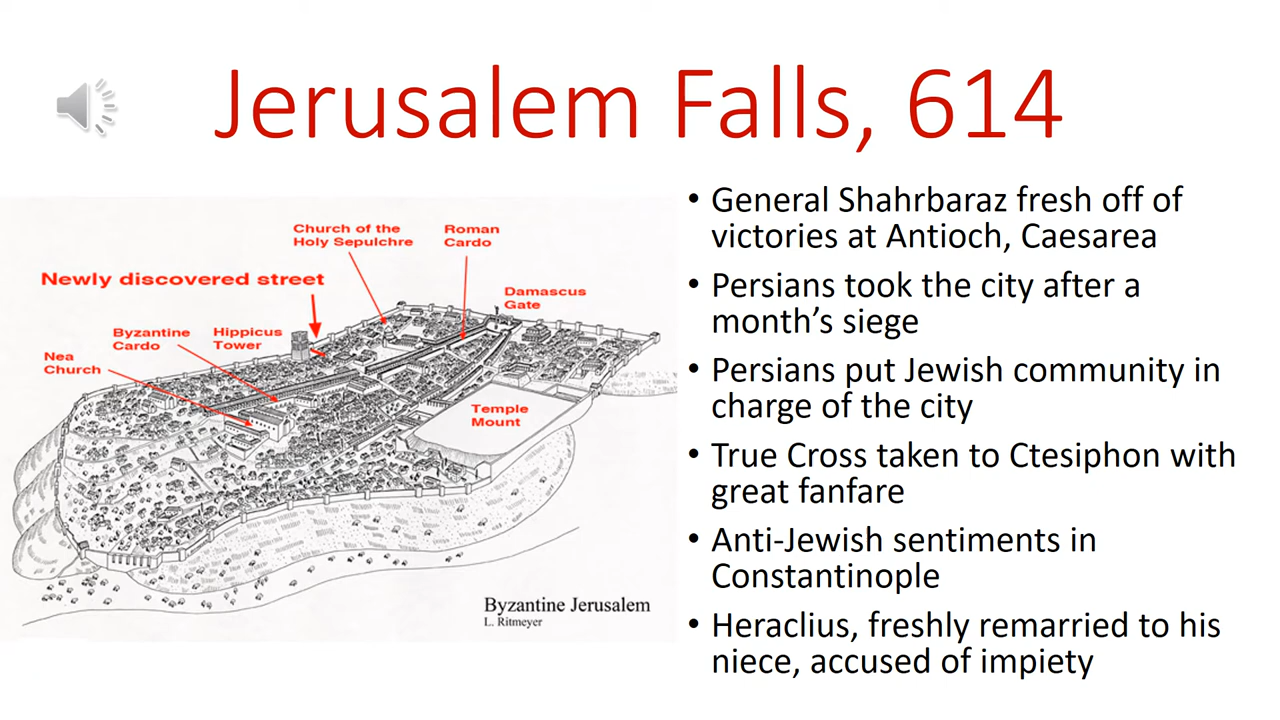 Jerusalem Falls, 614
Church of the
Holy Sepulchre
Roman
Cardo
Newly discovered street
Damascus
Gate
Byzantine
Cardo
Hippicus
Tower
Nea
Church
Temple
Mount
Byzantine Jerusalem
L. Ritmeyer
• General Shahrbaraz fresh off of
victories at Antioch, Caesarea
• Persians took the city after a
month’s siege
• Persians put Jewish community in
charge of the city
• True Cross taken to Ctesiphon with
great fanfare
• Anti-Jewish sentiments in
Constantinople
• Heraclius, freshly remarried to his
niece, accused of impiety